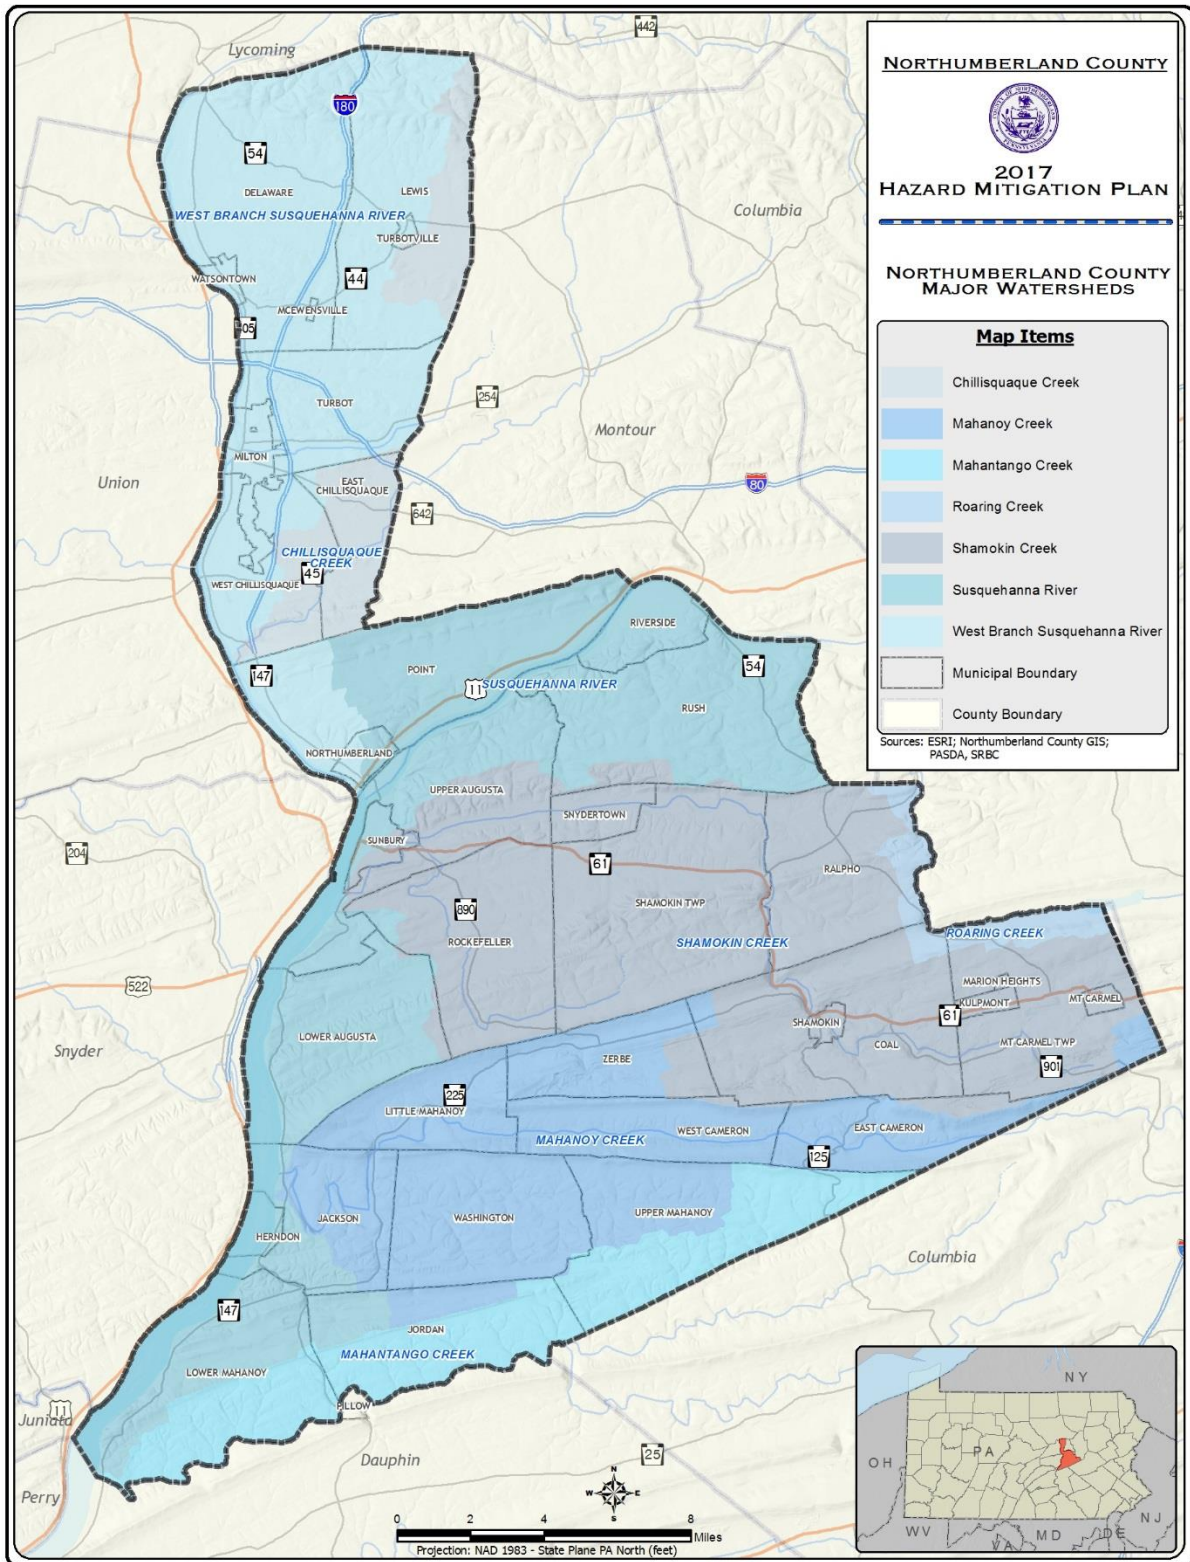 NORTHUMBERLAND COUNTY
COUNTY OF NORTHUMBERLAND
PENNSYLVANIA
2017
HAZARD MITIGATION PLAN
NORTHUMBERLAND COUNTY
MAJOR WATERSHEDS
Map Items
Chillisquaque Creek
Mahanoy Creek
Mahantango Creek
Roaring Creek
Shamokin Creek
Susquehanna River
West Branch Susquehanna River
Municipal Boundary
County Boundary
Sources: ESRI; Northumberland County GIS;
PASDA, SRBC
Lycoming
442
180
54
DELAWARE
LEWIS
WEST BRANCH SUSQUEHANNA RIVER
Columbia
TURBOTVILLE
WATSONTOWN
44
MCEWENSVILLE
405
TURBOT
254
Montour
MILTON
Union
EAST
CHILLISQUAQUE
80
642
CHILLISQUAQUE
CREEK
45
WEST CHILLISQUAQUE
RIVERSIDE
147
POINT
54
11
SUSQUEHANNA RIVER
RUSH
NORTHUMBERLAND
UPPER AUGUSTA
SNYDERTOWN
SUNBURY
204
61
RALPHO
890
SHAMOKIN TWP
ROCKEFELLER
SHAMOKIN CREEK
ROARING CREEK
522
MARION HEIGHTS
KULPMONT
MT CARMEL
SHAMOKIN
61
LOWER AUGUSTA
COAL
MT CARMEL TWP
Snyder
ZERBE
901
225
LITTLE MAHANOY
WEST CAMERON
EAST CAMERON
MAHANOY CREEK
125
JACKSON
WASHINGTON
UPPER MAHANOY
HERNDON
Columbia
147
JORDAN
MAHANTANGO CREEK
LOWER MAHANOY
PILLOW
11
Juniata
Dauphin
25
Perry
N
W
E
S
0
2
4
8
Miles
Projection: NAD 1983 - State Plane PA North (feet)
NY
PA
OH
NJ
WV
MD
DE
VA